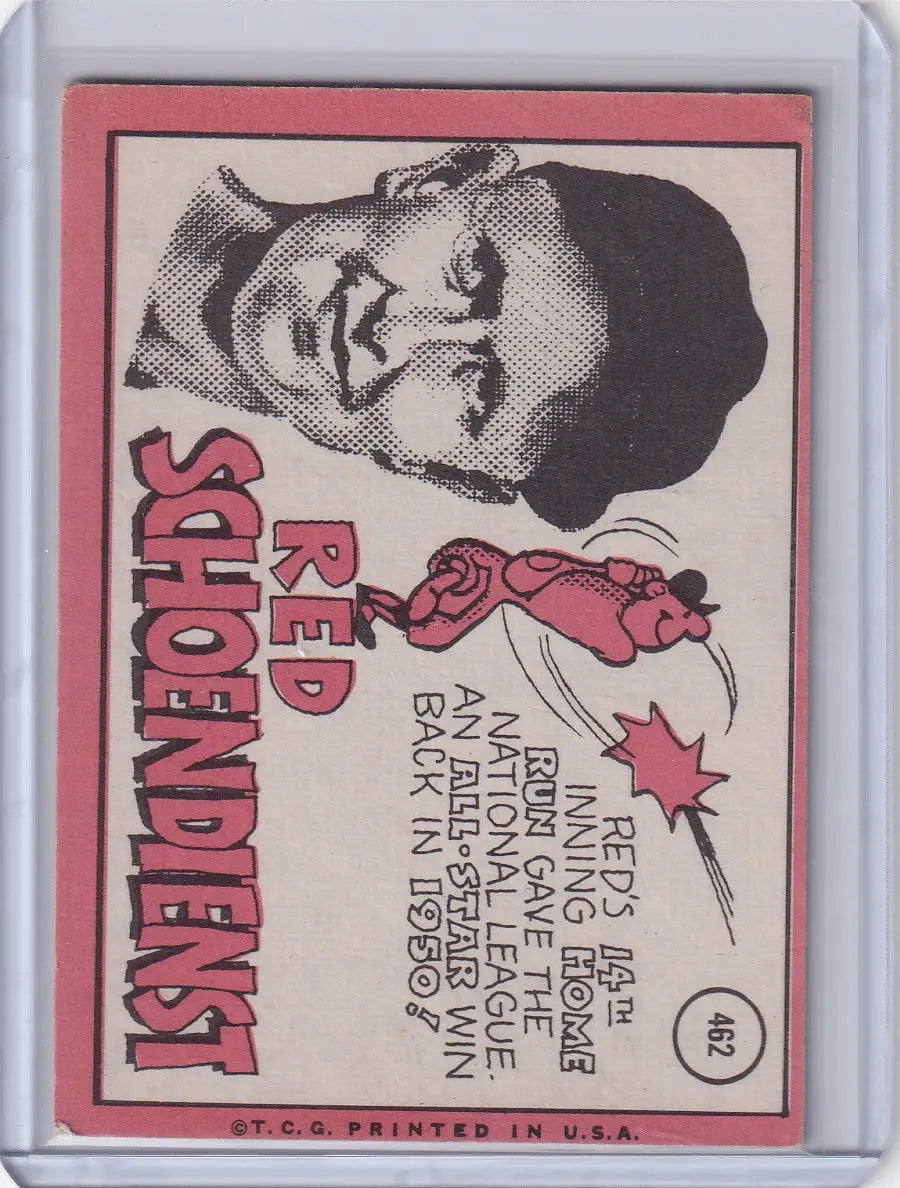 462
RED'S 14TH
INNING HOME
RUN GAVE THE
NATIONAL LEAGUE
AN ALL-STAR WIN
BACK IN 1950!
RED
SCHOENDIENST
©T.C.G. PRINTED IN U.S.A.